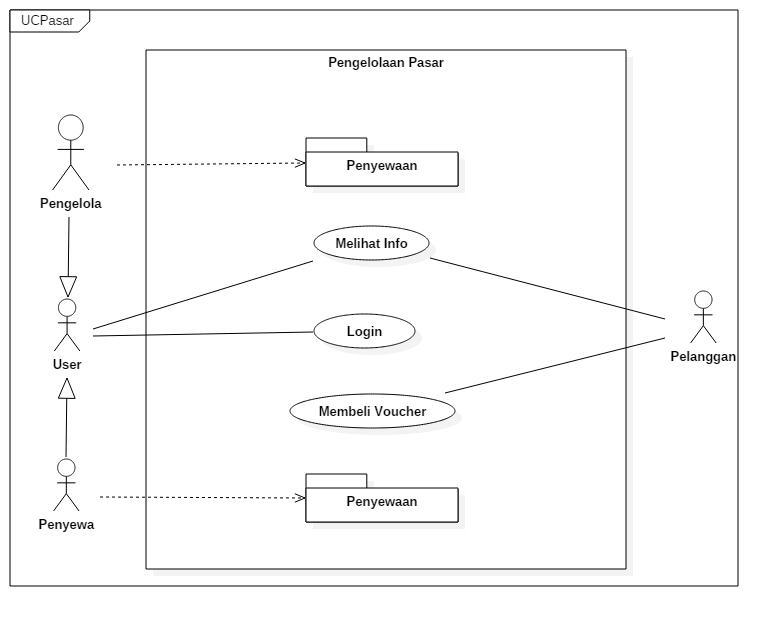 UCPasar
Pengelolaan Pasar
Penyewaan
Pengelola
Melihat Info
Login
User
Pelanggan
Membeli Voucher
Penyewaan
Penyewa